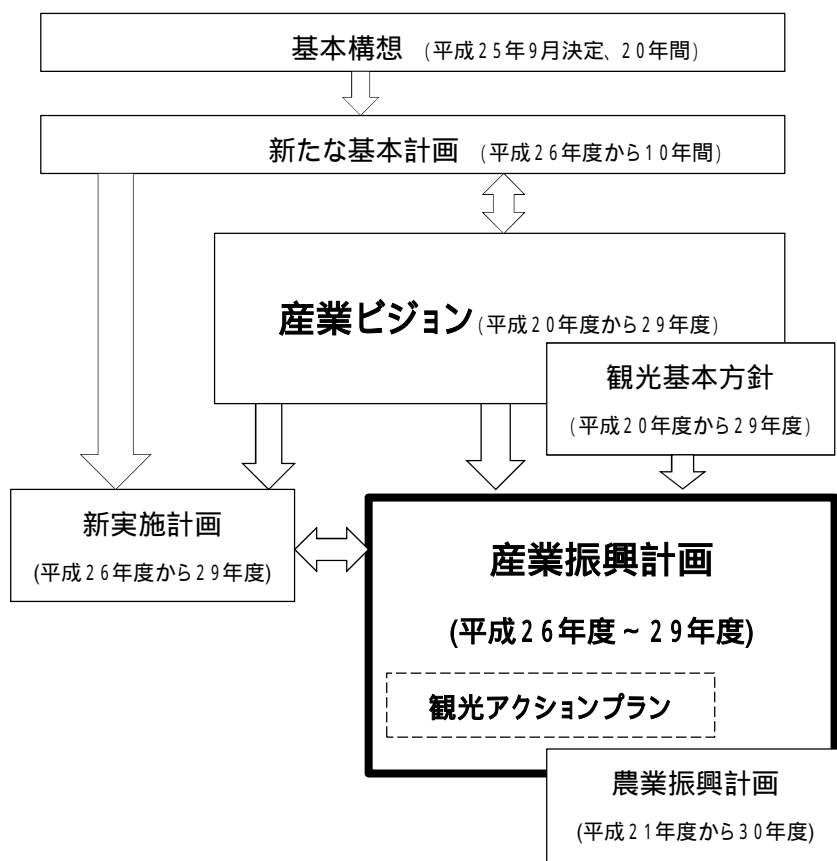 基本構想 (平成25年9月決定、20年間)
新たな基本計画 (平成26年度から10年間)
産業ビジョン(平成20年度から29年度)
観光基本方針
(平成20年度から29年度)
新実施計画
(平成26年度から29年度)
産業振興計画
(平成26年度~29年度)
観光アクションプラン
農業振興計画
(平成21年度から30年度)